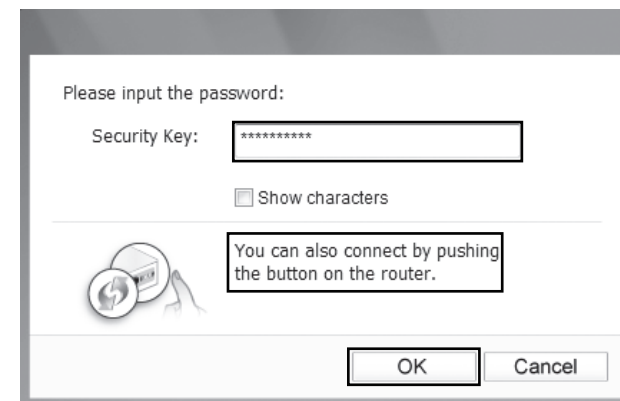 Please input the password:
Security Key: **********
Show characters
You can also connect by pushing
the button on the router.
OK Cancel